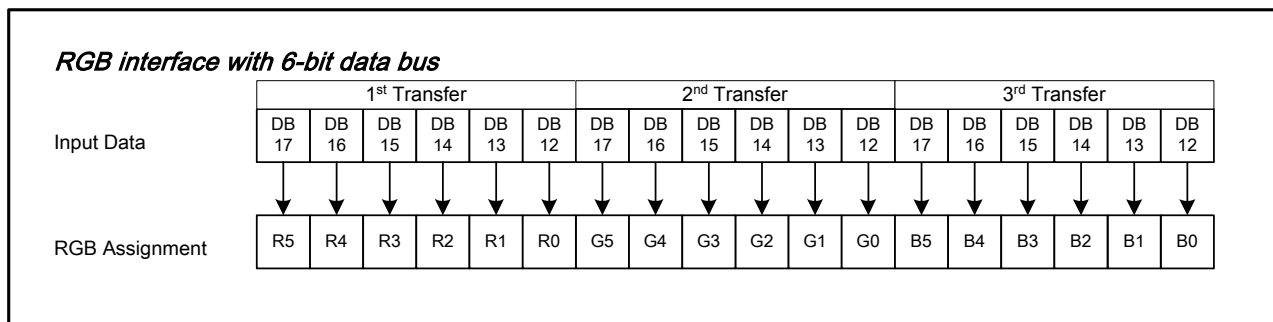 RGB interface with 6-bit data bus
1st Transfer 2nd Transfer 3rd Transfer
Input Data
DB 17 DB 16 DB 15 DB 14 DB 13 DB 12 DB 17 DB 16 DB 15 DB 14 DB 13 DB 12 DB 17 DB 16 DB 15 DB 14 DB 13 DB 12
RGB Assignment
R5 R4 R3 R2 R1 R0 G5 G4 G3 G2 G1 G0 B5 B4 B3 B2 B1 B0